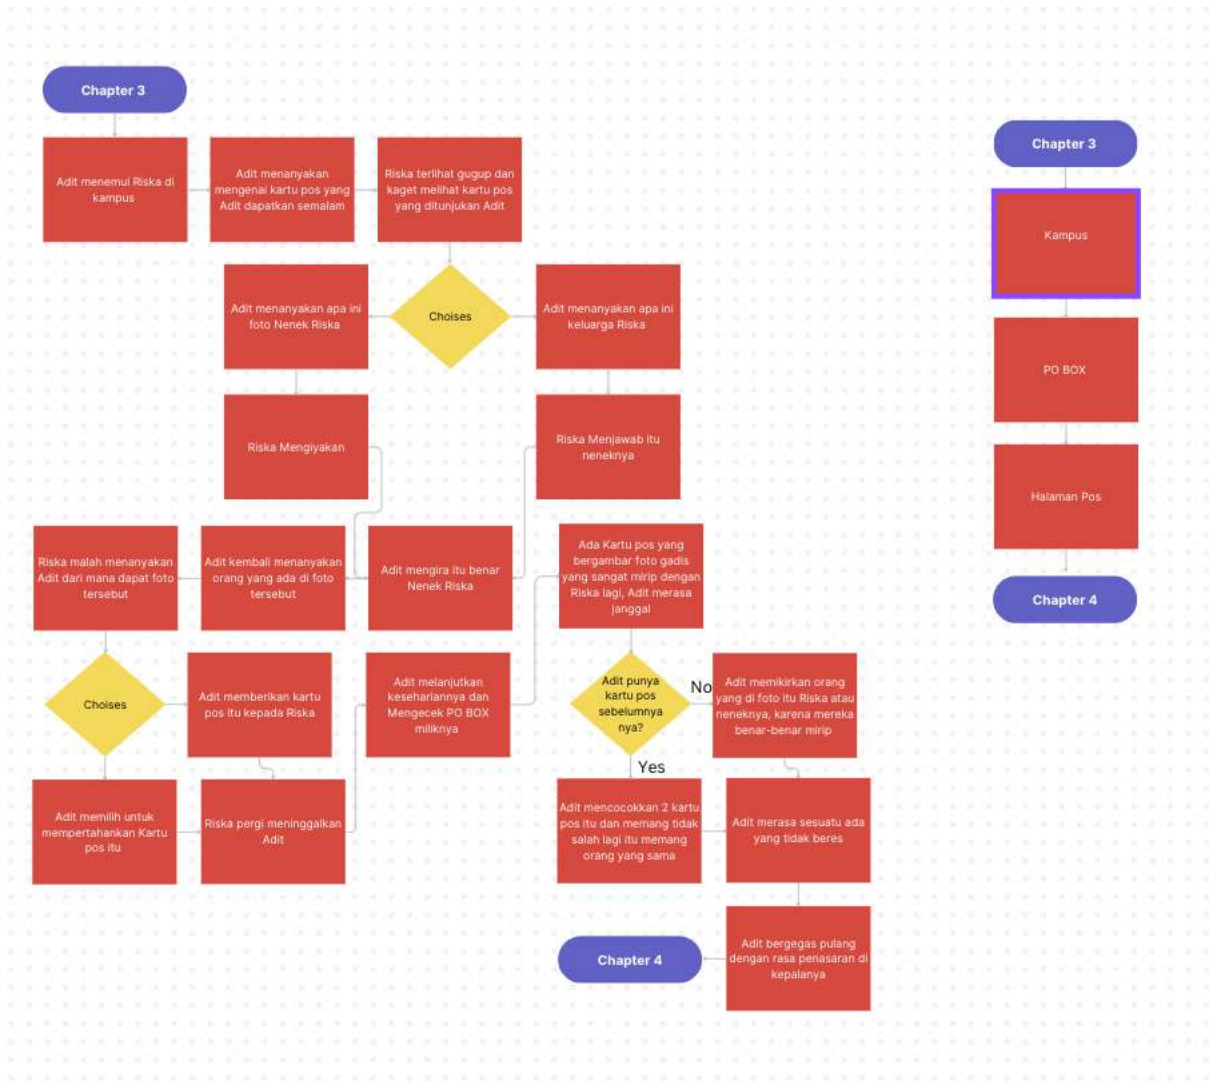 Chapter 3
Adit menemui Riska di
kampus
Adit menanyakan
mengenai kartu pos yang
Adit dapatkan semalam
Riska terlihat gugup dan
kaget melihat kartu pos
yang ditunjukan Adit
Adit menanyakan apa ini
foto Nenek Riska
Choises
Adit menanyakan apa ini
keluarga Riska
Riska Mengiyakan
Riska Menjawab itu
neneknya
Riska malah menanyakan
Adit dari mana dapat foto
tersebut
Adit kembali menanyakan
orang yang ada di foto
tersebut
Adit mengira itu benar
Nenek Riska
Ada Kartu pos yang
bergambar foto gadis
yang sangat mirip dengan
Riska lagi, Adit merasa
janggal
Choises
Adit memberikan kartu
pos itu kepada Riska
Adit melanjutkan
kesehariannya dan
Mengecek PO BOX
miliknya
Adit punya
kartu pos
sebelumnya
nya?
No
Adit memikirkan orang
yang di foto itu Riska atau
neneknya, karena mereka
benar-benar mirip
Yes
Adit memilih untuk
mempertahankan Kartu
pos itu
Riska pergi meninggalkan
Adit
Adit mencocokkan 2 kartu
pos itu dan memang tidak
salah lagi itu memang
orang yang sama
Adit merasa sesuatu ada
yang tidak beres
Chapter 4
Adit bergegas pulang
dengan rasa penasaran di
kepalanya
Chapter 3
Kampus
PO BOX
Halaman Pos
Chapter 4